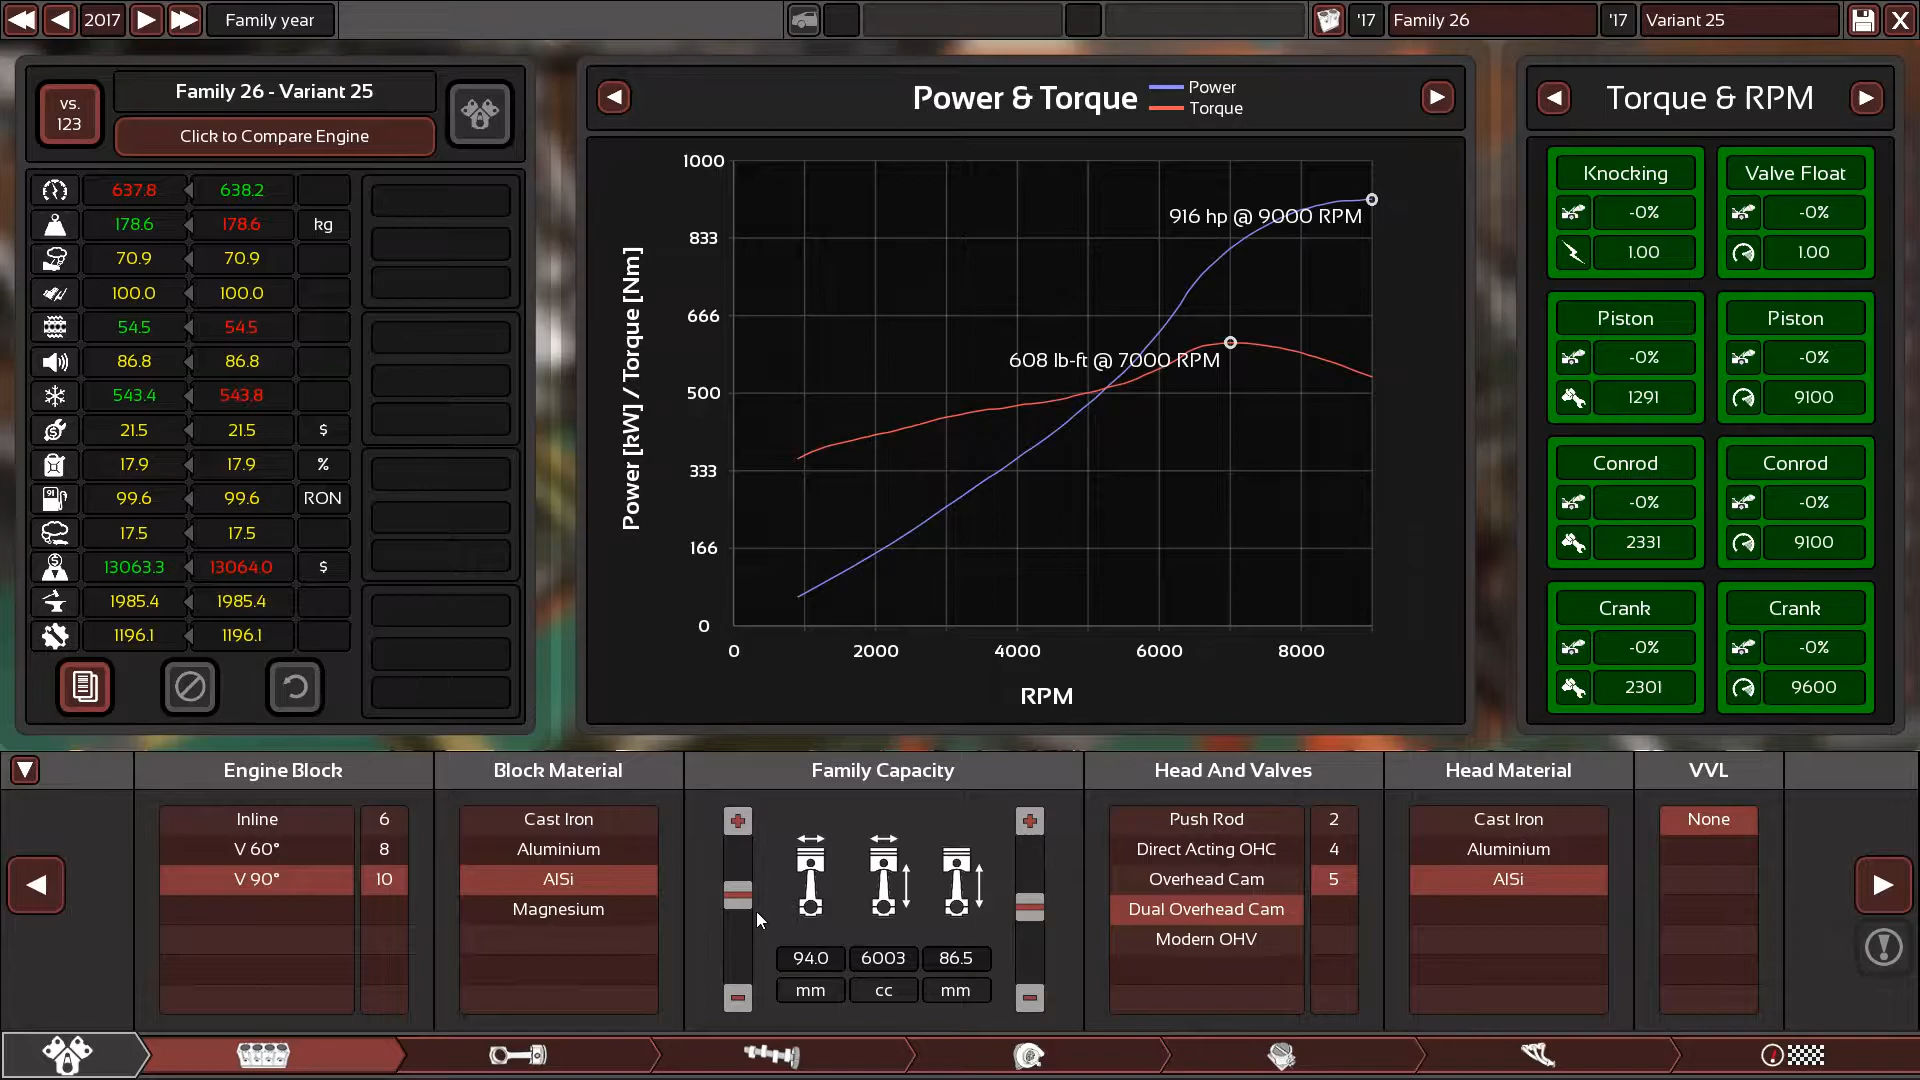 2017
Family year
'17
Family 26
'17
Variant 25
X
vs.
123
Family 26 - Variant 25
Click to Compare Engine
637.8 638.2
178.6 178.6 kg
70.9 70.9
100.0 100.0
54.5 54.5
86.8 86.8
543.4 543.8
21.5 21.5 $
17.9 17.9 %
99.6 99.6 RON
17.5 17.5
13063.3 13064.0 $
1985.4 1985.4
1196.1 1196.1
Power & Torque
Power
Torque
Power [kW] / Torque [Nm]
1000
833
666
500
333
166
0
916 hp @ 9000 RPM
608 lb-ft @ 7000 RPM
0 2000 4000 6000 8000
RPM
Torque & RPM
Knocking Valve Float
-0% -0%
1.00 1.00
Piston Piston
-0% -0%
1291 9100
Conrod Conrod
-0% -0%
2331 9100
Crank Crank
-0% -0%
2301 9600
Engine Block
Inline 6
V 60° 8
V 90° 10
Block Material
Cast Iron
Aluminium
AlSi
Magnesium
Family Capacity
94.0 6003 86.5
mm cc mm
Head And Valves
Push Rod 2
Direct Acting OHC 4
Overhead Cam 5
Dual Overhead Cam
Modern OHV
Head Material
Cast Iron
Aluminium
AlSi
VVL
None